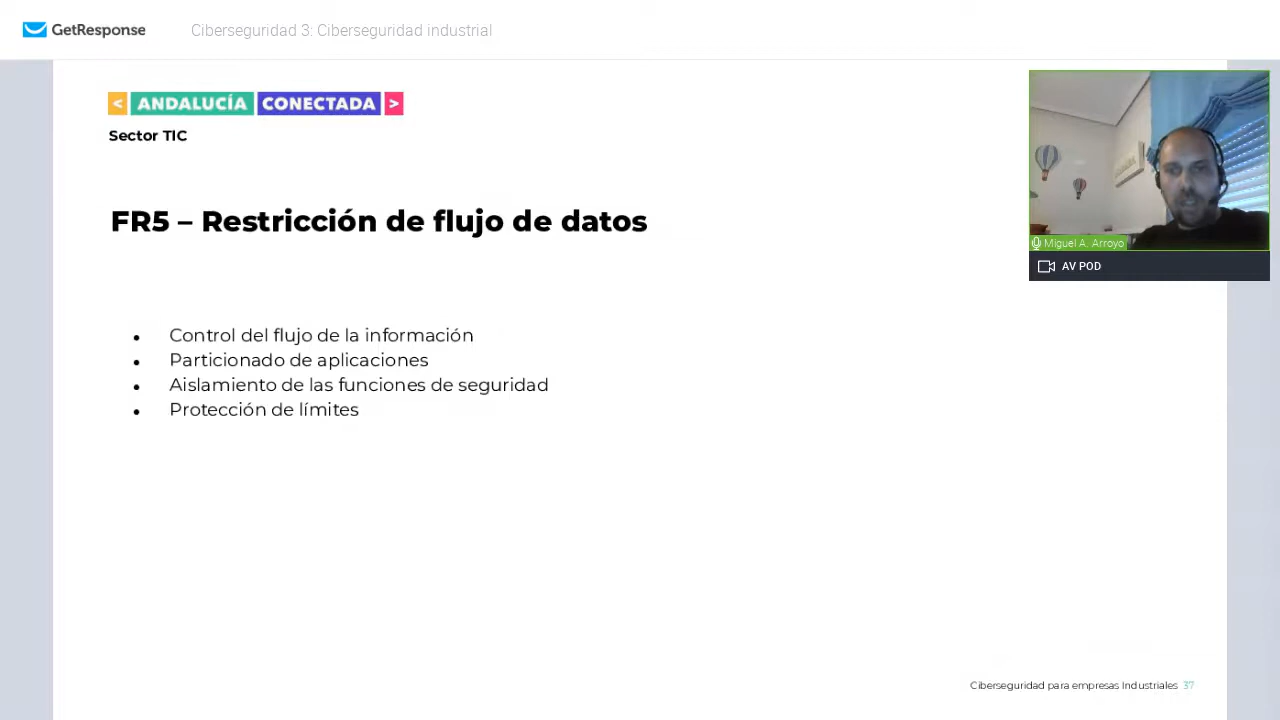 GetResponse
Ciberseguridad 3: Ciberseguridad industrial
< ANDALUCÍA CONECTADA >
Sector TIC
Miguel A. Arroyo
AV POD
FR5 – Restricción de flujo de datos
• Control del flujo de la información
• Particionado de aplicaciones
• Aislamiento de las funciones de seguridad
• Protección de límites
Ciberseguridad para empresas Industriales 37